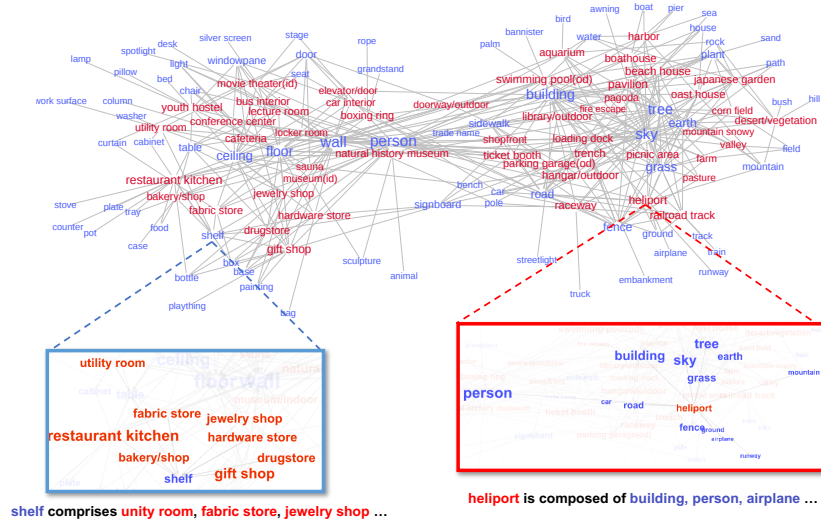 awning boat pier
bird sea
bannister house
stage water harbor rock
silver screen rope palm sand
desk door aquarium plant
spotlight windowpane boathouse path
lamp light grandstand beach house
pillow seat swimming pool(od) pavilion japanese garden
bed movie theater(id) elevator/door building pagoda oast house
work surface column chair bus interior car interior doorway/outdoor fire escape tree corn field bush hill
youth hostel lecture room boxing ring library/outdoor earth desert/vegetation
washer conference center sidewalk sky mountain snowy
utility room locker room trade name loading dock valley
curtain cabinet cafeteria wall person shopfront field
table ceiling floor natural history museum ticket booth trench picnic area farm
sauna parking garage(od) grass mountain
restaurant kitchen museum(id) hangar/outdoor pasture
bakery/shop jewelry shop bench car road
stove plate fabric store signboard pole raceway heliport
tray hardware store railroad track
counter pot food drugstore fence
case shelf gift shop ground track
box streetlight airplane train
bottle base sculpture animal runway
painting embankment
plaything truck
bag
utility room
ceiling
floor wall
cabinet table
museum/indoor
fabric store jewelry shop
restaurant kitchen hardware store
bakery/shop drugstore
shelf gift shop
tree
building sky earth
grass mountain
person
car road heliport
fence ground
airplane
runway
shelf comprises unity room, fabric store, jewelry shop ...
heliport is composed of building, person, airplane ...